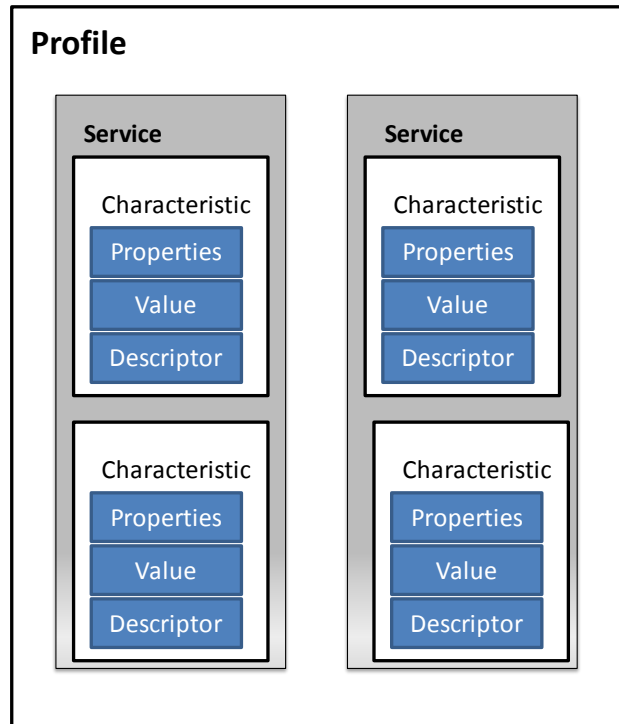 Profile
Service
Characteristic
Properties
Value
Descriptor
Characteristic
Properties
Value
Descriptor
Service
Characteristic
Properties
Value
Descriptor
Characteristic
Properties
Value
Descriptor